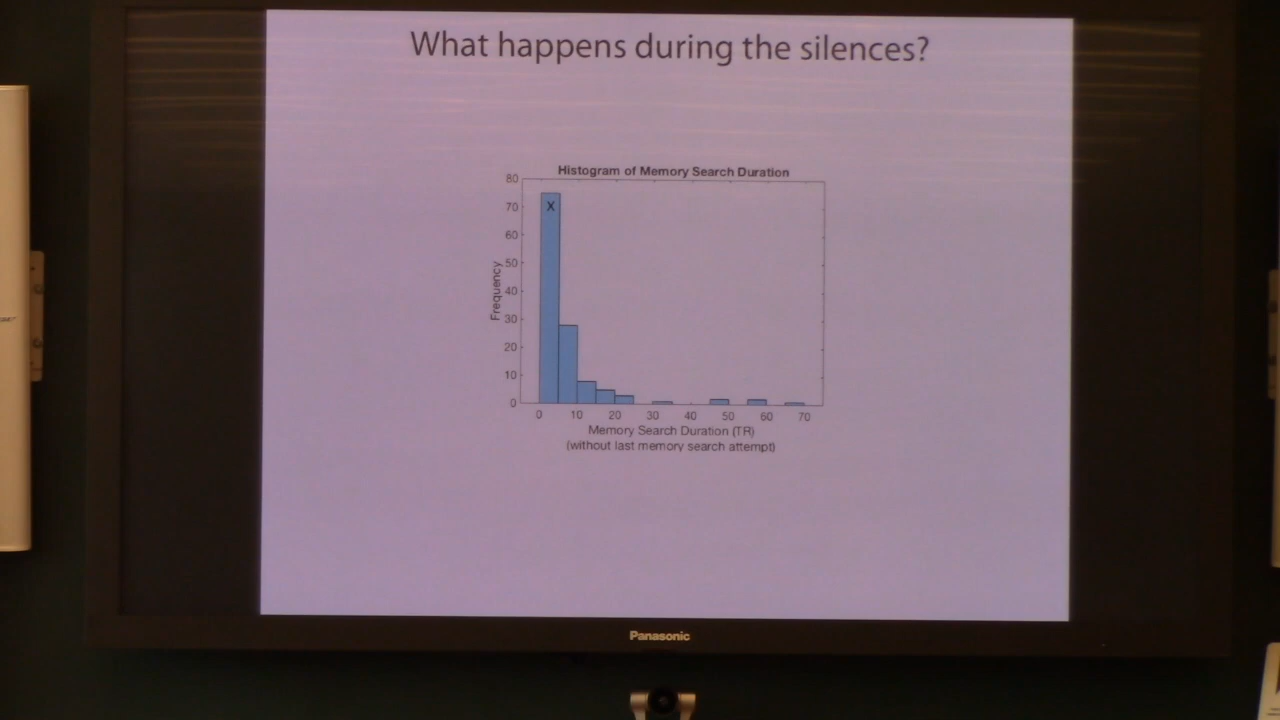 What happens during the silences?
Histogram of Memory Search Duration
80
70
60
50
40
30
20
10
0
Frequency
X
0 10 20 30 40 50 60 70
Memory Search Duration (TR)
(without last memory search attempt)
Panasonic